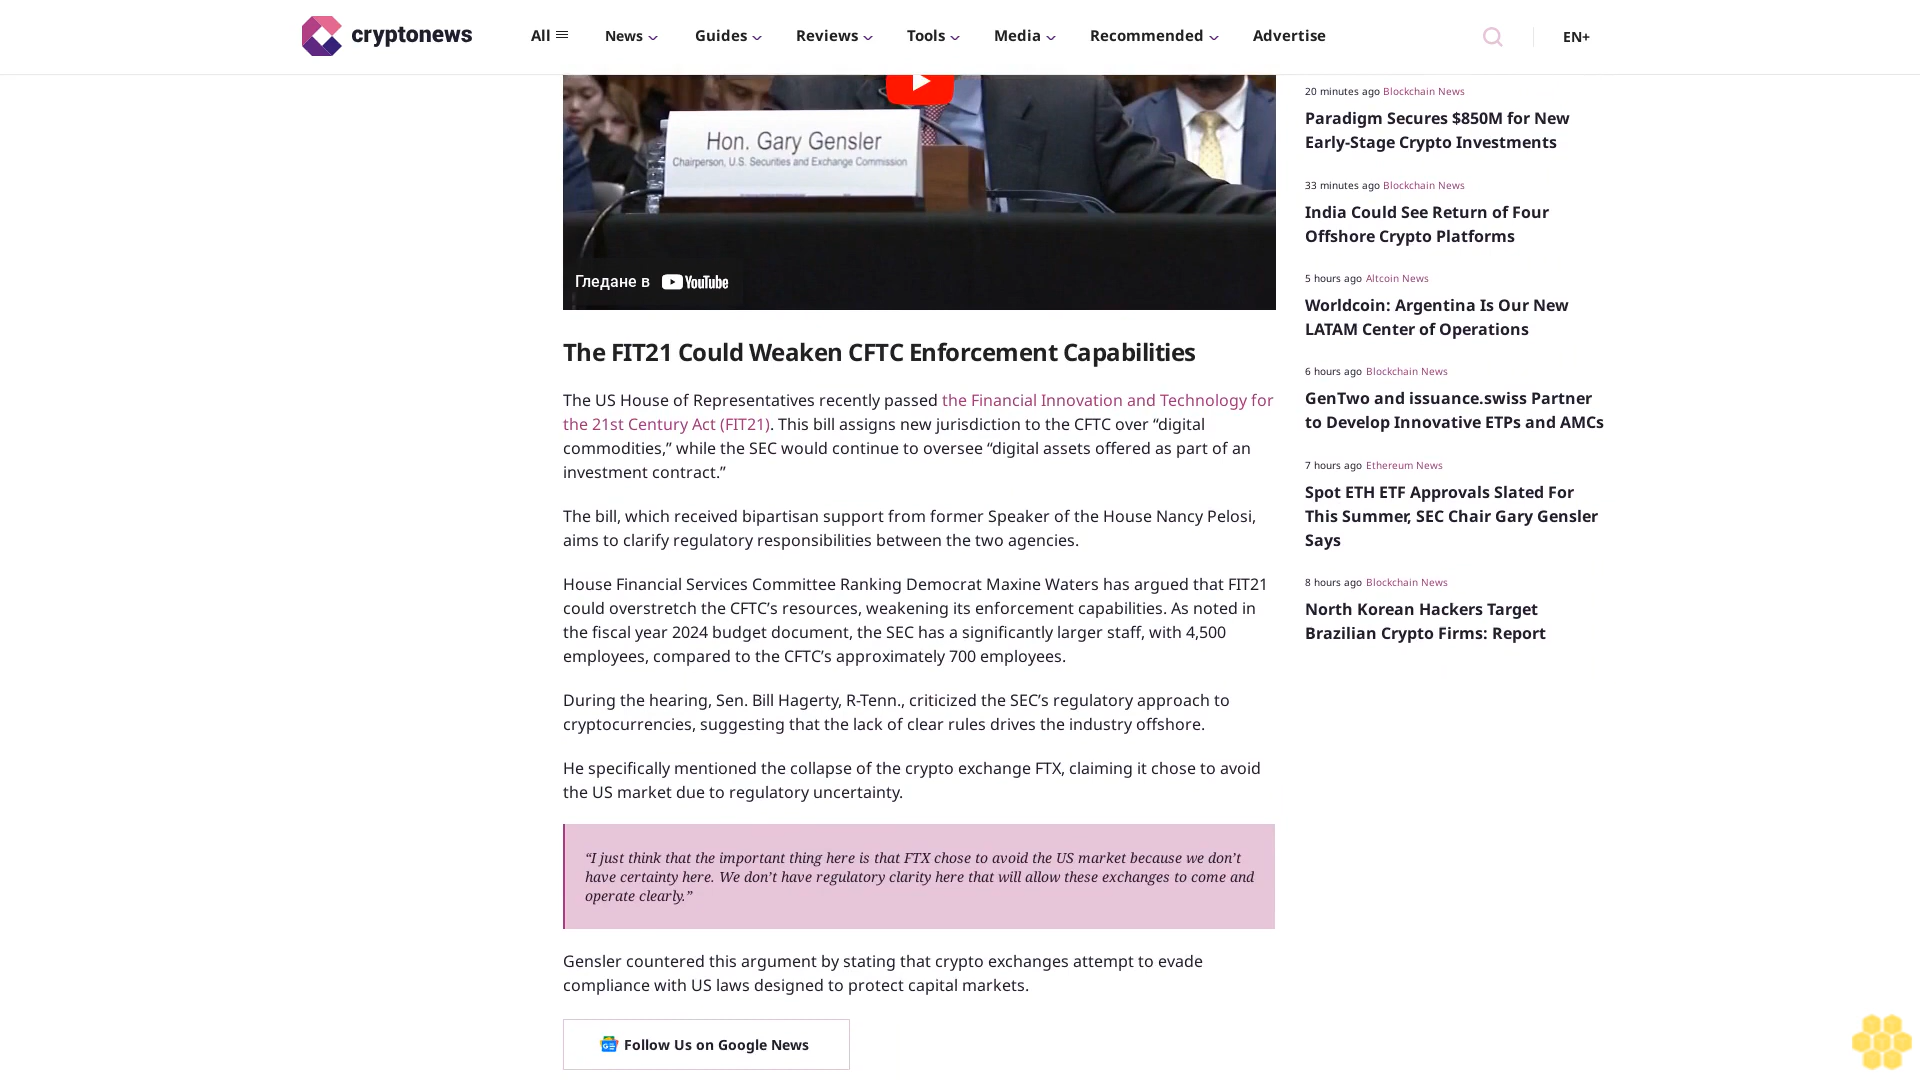 cryptonews
All
News
Guides
Reviews
Tools
Media
Recommended
Advertise
EN+
Hon. Gary Gensler
Chairperson, U.S. Securities and Exchange Commission
Гледане в YouTube
The FIT21 Could Weaken CFTC Enforcement Capabilities
The US House of Representatives recently passed the Financial Innovation and Technology for
the 21st Century Act (FIT21). This bill assigns new jurisdiction to the CFTC over “digital
commodities,” while the SEC would continue to oversee “digital assets offered as part of an
investment contract.”
The bill, which received bipartisan support from former Speaker of the House Nancy Pelosi,
aims to clarify regulatory responsibilities between the two agencies.
House Financial Services Committee Ranking Democrat Maxine Waters has argued that FIT21
could overstretch the CFTC’s resources, weakening its enforcement capabilities. As noted in
the fiscal year 2024 budget document, the SEC has a significantly larger staff, with 4,500
employees, compared to the CFTC’s approximately 700 employees.
During the hearing, Sen. Bill Hagerty, R-Tenn., criticized the SEC’s regulatory approach to
cryptocurrencies, suggesting that the lack of clear rules drives the industry offshore.
He specifically mentioned the collapse of the crypto exchange FTX, claiming it chose to avoid
the US market due to regulatory uncertainty.
“I just think that the important thing here is that FTX chose to avoid the US market because we don’t
have certainty here. We don’t have regulatory clarity here that will allow these exchanges to come and
operate clearly.”
Gensler countered this argument by stating that crypto exchanges attempt to evade
compliance with US laws designed to protect capital markets.
Follow Us on Google News
20 minutes ago Blockchain News
Paradigm Secures $850M for New
Early-Stage Crypto Investments
33 minutes ago Blockchain News
India Could See Return of Four
Offshore Crypto Platforms
5 hours ago Altcoin News
Worldcoin: Argentina Is Our New
LATAM Center of Operations
6 hours ago Blockchain News
GenTwo and issuance.swiss Partner
to Develop Innovative ETPs and AMCs
7 hours ago Ethereum News
Spot ETH ETF Approvals Slated For
This Summer, SEC Chair Gary Gensler
Says
8 hours ago Blockchain News
North Korean Hackers Target
Brazilian Crypto Firms: Report